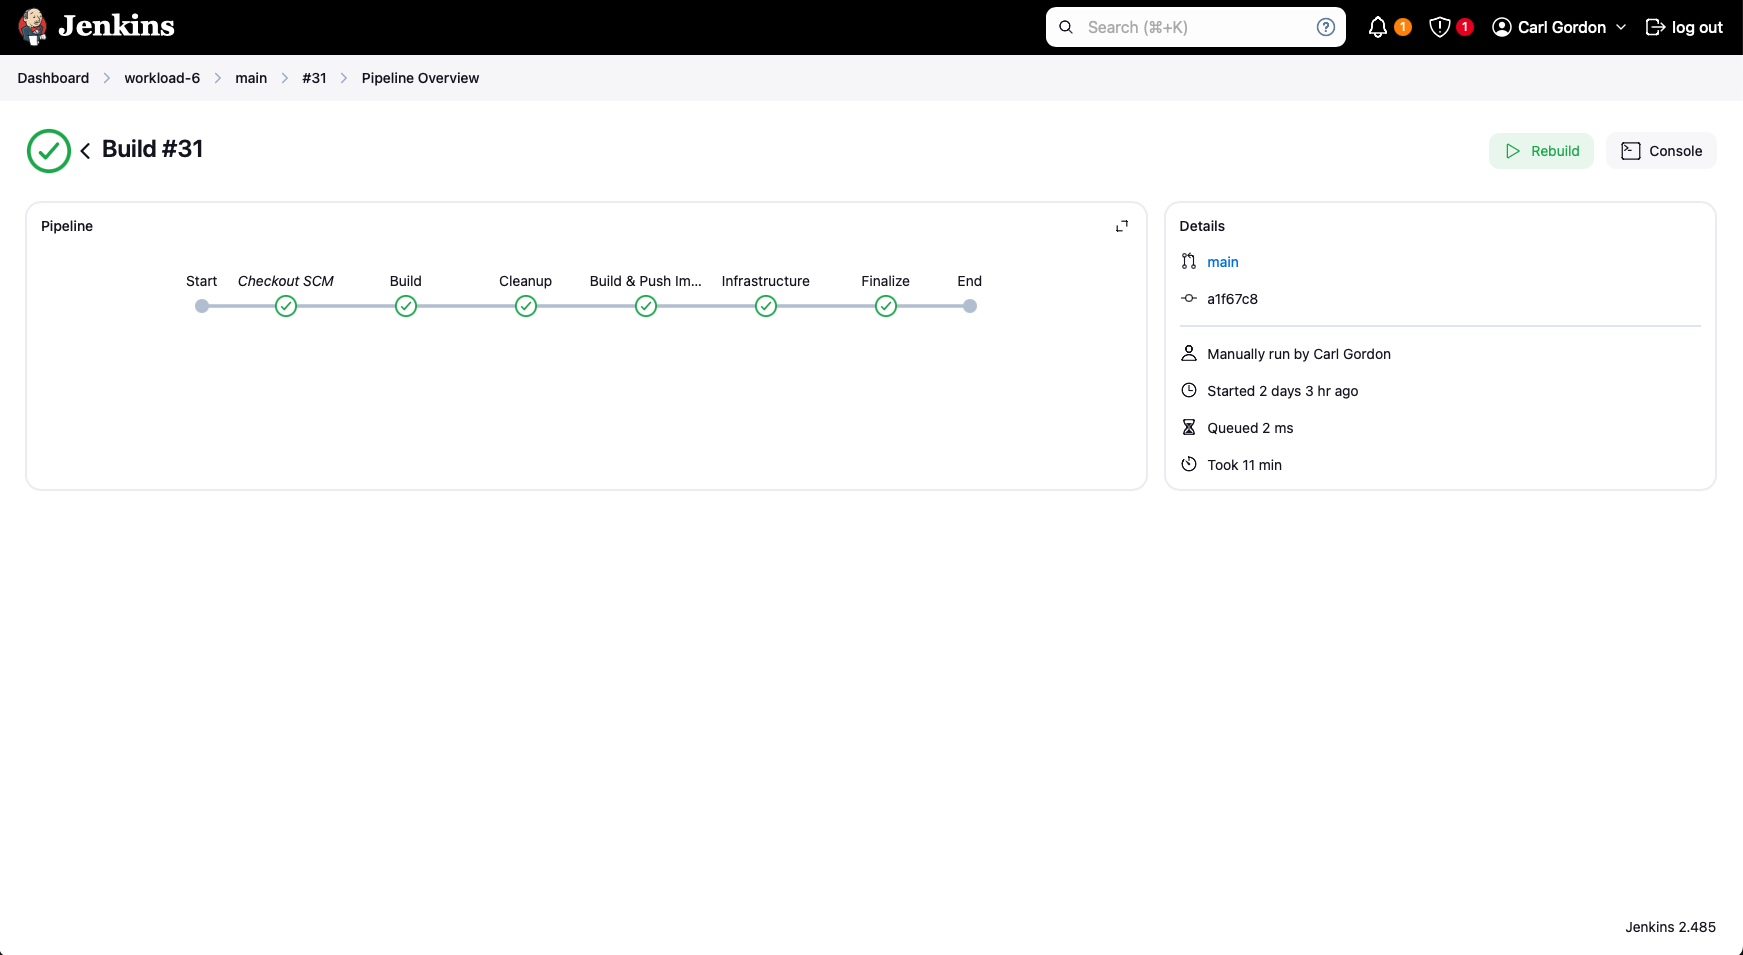 Jenkins
Search (⌘+K)
?
1
1
Carl Gordon
log out
Dashboard
workload-6
main
#31
Pipeline Overview
Build #31
Rebuild
Console
Pipeline
Start
Checkout SCM
Build
Cleanup
Build & Push Im...
Infrastructure
Finalize
End
Details
main
a1f67c8
Manually run by Carl Gordon
Started 2 days 3 hr ago
Queued 2 ms
Took 11 min
Jenkins 2.485